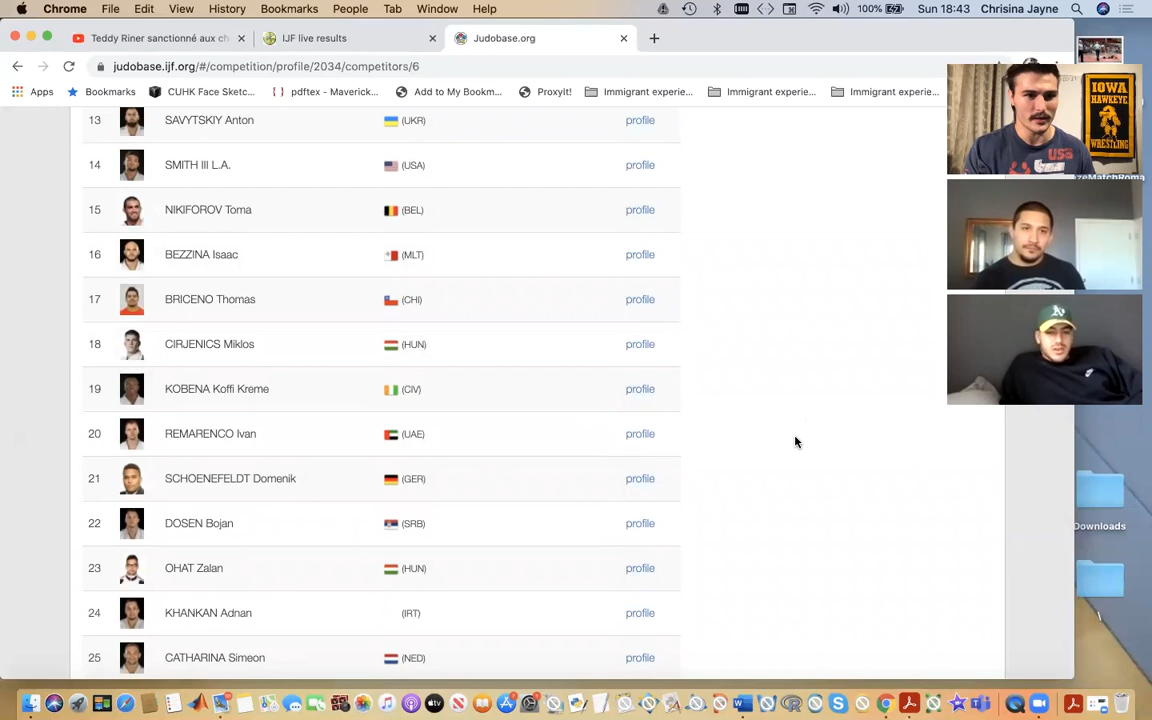 Chrome File Edit View History Bookmarks People Tab Window Help 100% Sun 18:43 Chrisina Jayne
Teddy Riner sanctionné aux ch
IJF live results
Judobase.org
judobase.ijf.org/#/competition/profile/2034/competitors/6
Apps Bookmarks CUHK Face Sketc... pdftex - Maverick... Add to My Bookm... ProxyIt! Immigrant experie... Immigrant experie... Immigrant experie...
13 SAVYTSKIY Anton (UKR) profile
14 SMITH III L.A. (USA) profile
15 NIKIFOROV Toma (BEL) profile
16 BEZZINA Isaac (MLT) profile
17 BRICENO Thomas (CHI) profile
18 CIRJENICS Miklos (HUN) profile
19 KOBENA Koffi Kreme (CIV) profile
20 REMARENCO Ivan (UAE) profile
21 SCHOENEFELDT Domenik (GER) profile
22 DOSEN Bojan (SRB) profile
23 OHAT Zalan (HUN) profile
24 KHANKAN Adnan (IRT) profile
25 CATHARINA Simeon (NED) profile
IOWA
HAWKEYE
WRESTLING
US
zeMatchRoma
Downloads